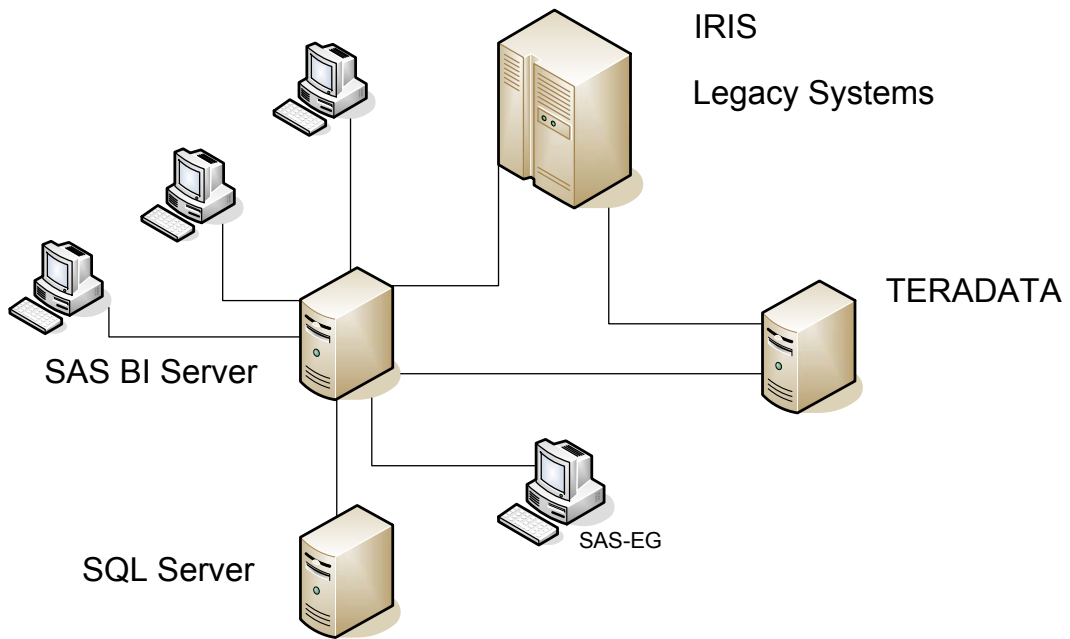 IRIS
Legacy Systems
TERADATA
SAS BI Server
SAS-EG
SQL Server